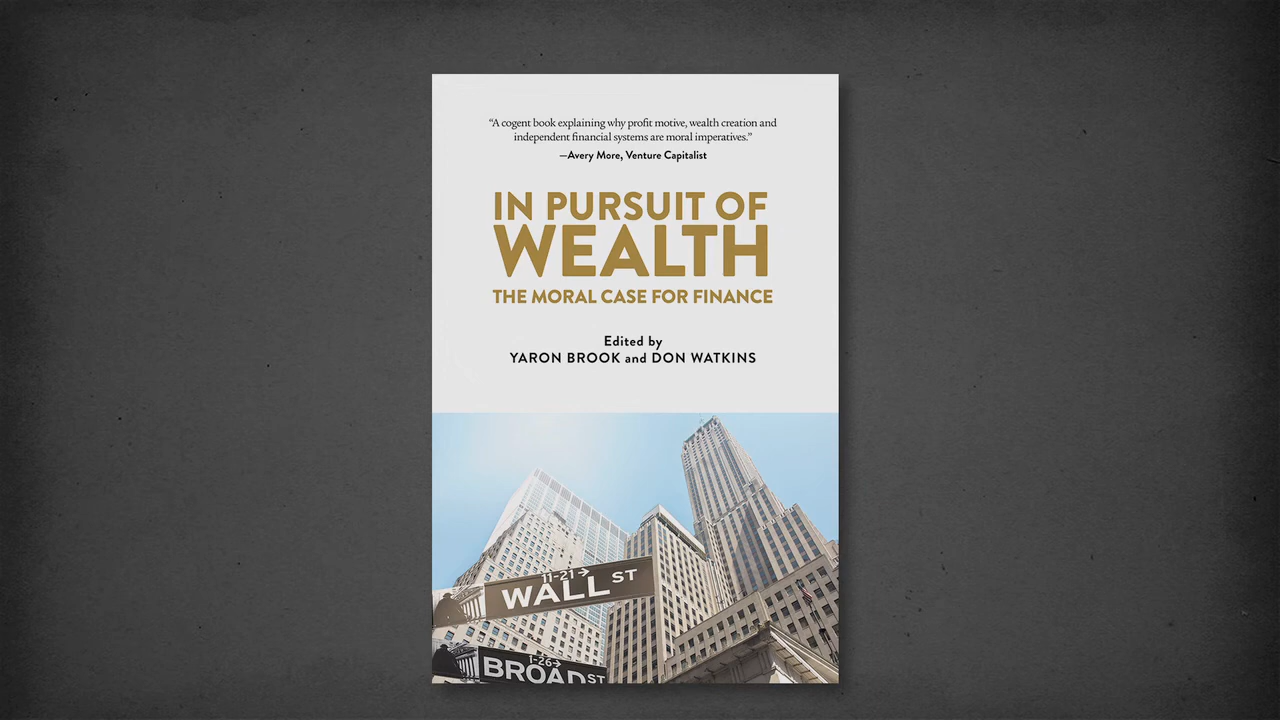 “A cogent book explaining why profit motive, wealth creation and
independent financial systems are moral imperatives.”
—Avery More, Venture Capitalist
IN PURSUIT OF
WEALTH
THE MORAL CASE FOR FINANCE
Edited by
YARON BROOK and DON WATKINS
11-21→
WALL ST
1-26→
BROAD ST